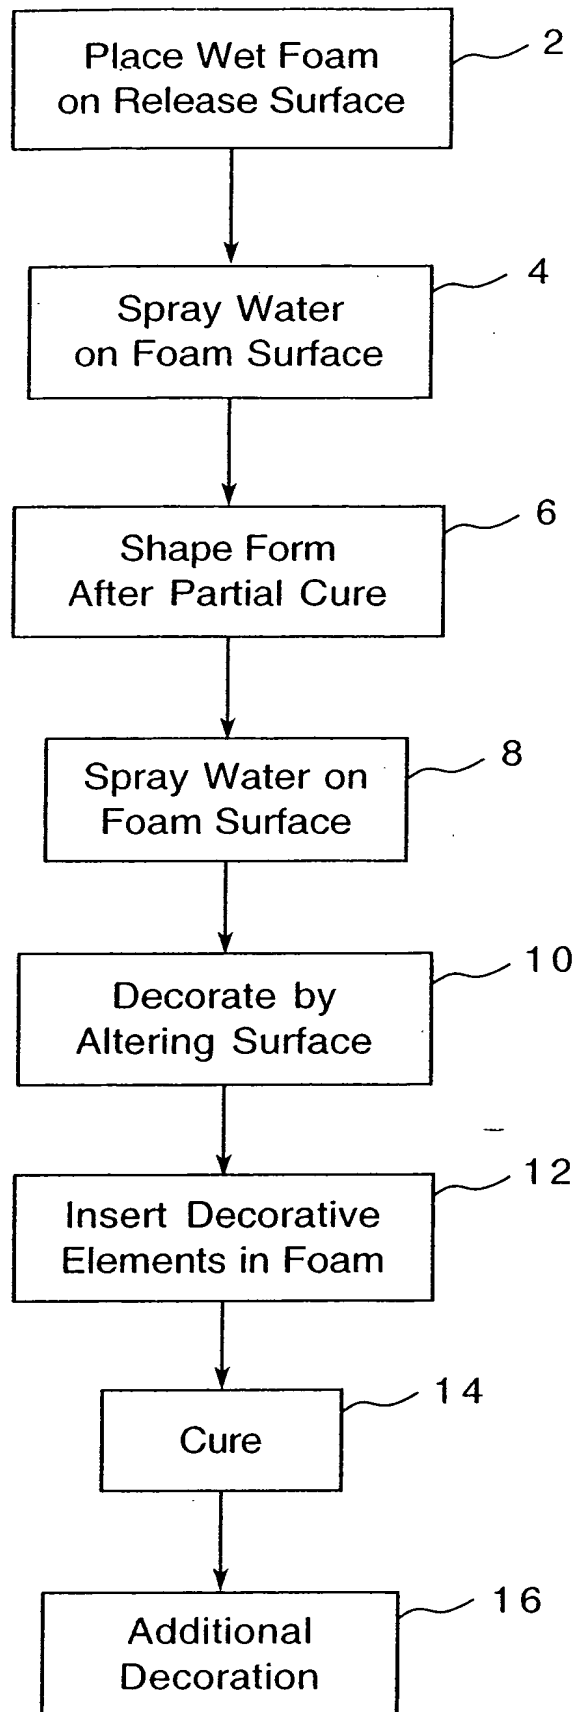 Place Wet Foam
on Release Surface
2
Spray Water
on Foam Surface
4
Shape Form
After Partial Cure
6
Spray Water on
Foam Surface
8
Decorate by
Altering Surface
10
Insert Decorative
Elements in Foam
12
Cure
14
Additional
Decoration
16